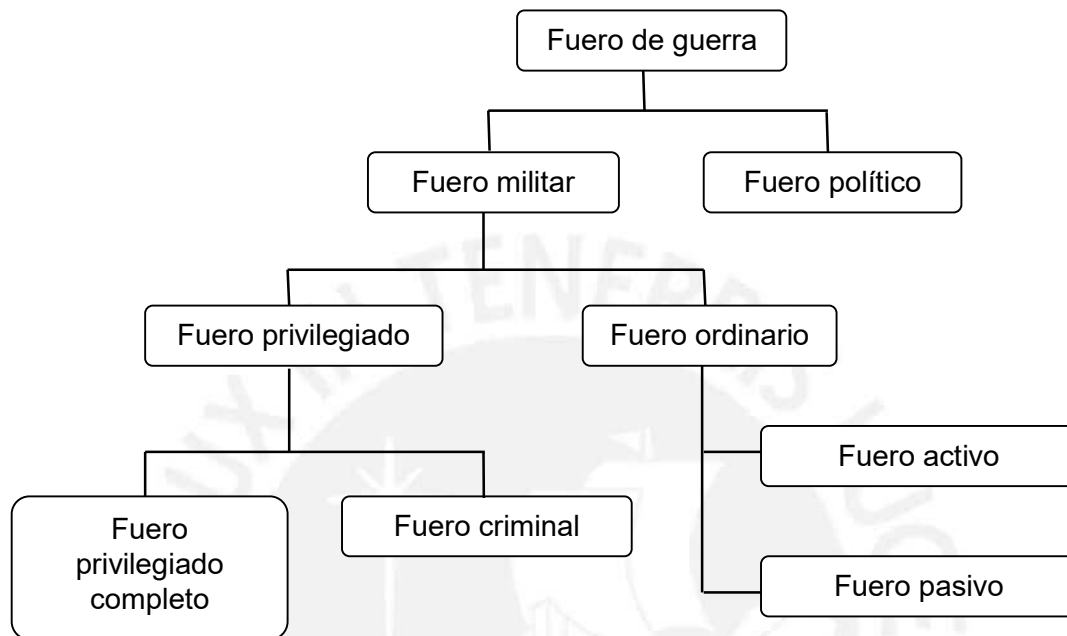 Fuero de guerra
Fuero militar
Fuero político
Fuero privilegiado
Fuero ordinario
Fuero activo
Fuero
privilegiado
completo
Fuero criminal
Fuero pasivo